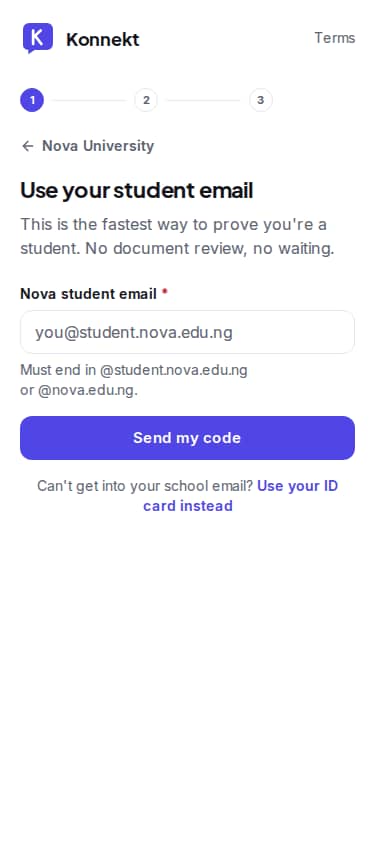 Konnekt
Terms
1
2
3
← Nova University
Use your student email
This is the fastest way to prove you're a
student. No document review, no waiting.
Nova student email *
you@student.nova.edu.ng
Must end in @student.nova.edu.ng
or @nova.edu.ng.
Send my code
Can't get into your school email? Use your ID
card instead